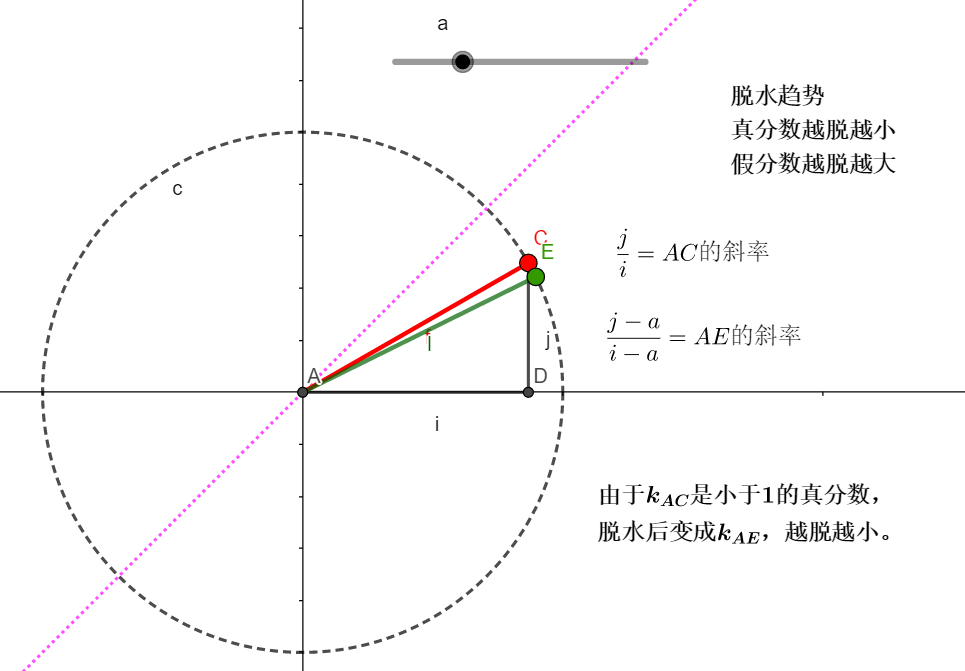 a
脱水趋势
真分数越脱越小
假分数越脱越大
c
C
E
j/i = AC的斜率
(j − a)/(i − a) = AE的斜率
j
A
D
i
由于k_AC是小于1的真分数，
脱水后变成k_AE，越脱越小。